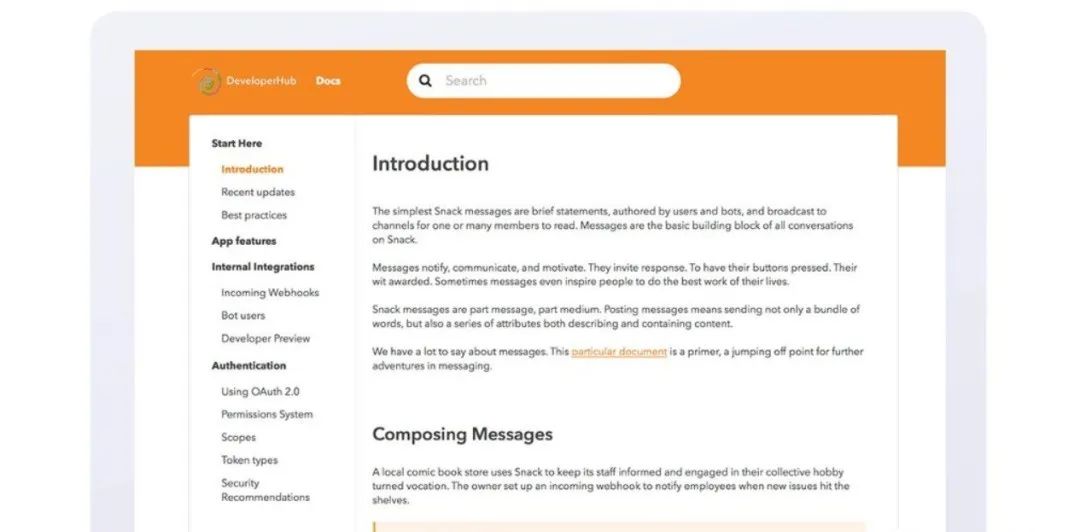 DeveloperHub Docs Search
Start Here
Introduction
Recent updates
Best practices
App features
Internal Integrations
Incoming Webhooks
Bot users
Developer Preview
Authentication
Using OAuth 2.0
Permissions System
Scopes
Token types
Security
Recommendations
Introduction
The simplest Snack messages are brief statements, authored by users and bots, and broadcast to
channels for one or many members to read. Messages are the basic building block of all conversations
on Snack.
Messages notify, communicate, and motivate. They invite response. To have their buttons pressed. Their
wit awarded. Sometimes messages even inspire people to do the best work of their lives.
Snack messages are part message, part medium. Posting messages means sending not only a bundle of
words, but also a series of attributes both describing and containing content.
We have a lot to say about messages. This particular document is a primer, a jumping off point for further
adventures in messaging.
Composing Messages
A local comic book store uses Snack to keep its staff informed and engaged in their collective hobby
turned vocation. The owner set up an incoming webhook to notify employees when new issues hit the
shelves.